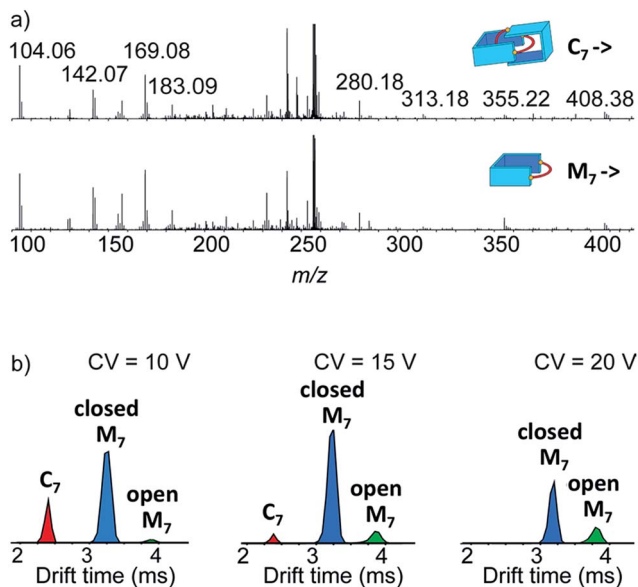 a)
104.06
142.07
169.08
183.09
280.18
313.18
355.22
408.38
C7 ->
M7 ->
100 150 200 250 300 350 400
m/z
b)
CV = 10 V
CV = 15 V
CV = 20 V
C7
closed
M7
open
M7
C7
closed
M7
open
M7
closed
M7
open
M7
2 3 4
2 3 4
2 3 4
Drift time (ms)
Drift time (ms)
Drift time (ms)